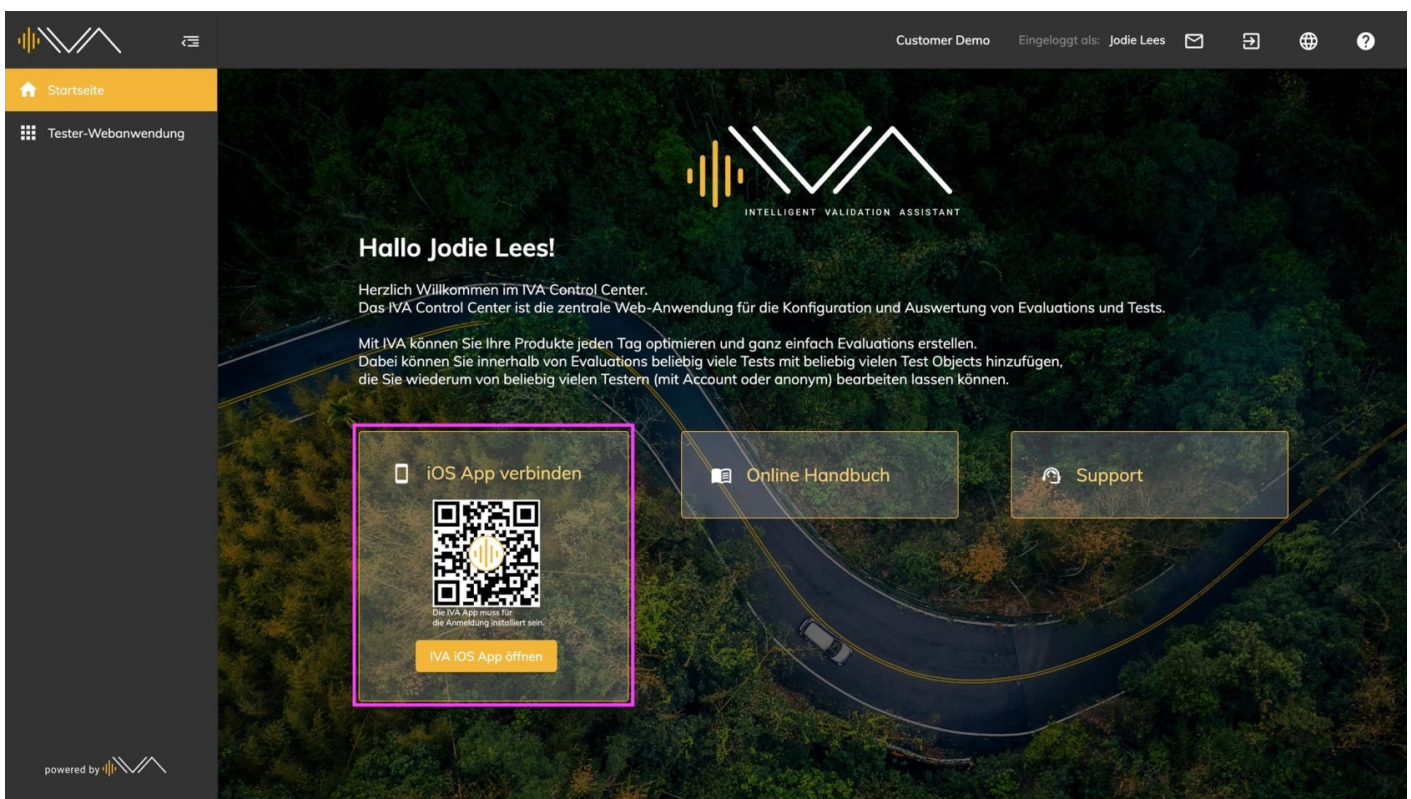 IVA
Customer Demo
Eingeloggt als: Jodie Lees
Startseite
Tester-Webanwendung
IVA
INTELLIGENT VALIDATION ASSISTANT
Hallo Jodie Lees!
Herzlich Willkommen im IVA Control Center.
Das IVA Control Center ist die zentrale Web-Anwendung für die Konfiguration und Auswertung von Evaluations und Tests.
Mit IVA können Sie Ihre Produkte jeden Tag optimieren und ganz einfach Evaluations erstellen.
Dabei können Sie innerhalb von Evaluations beliebig viele Tests mit beliebig vielen Test Objects hinzufügen,
die Sie wiederum von beliebig vielen Testern (mit Account oder anonym) bearbeiten lassen können.
iOS App verbinden
Online Handbuch
Support
Die IVA App muss für
die Anmeldung installiert sein.
IVA iOS App öffnen
powered by IVA